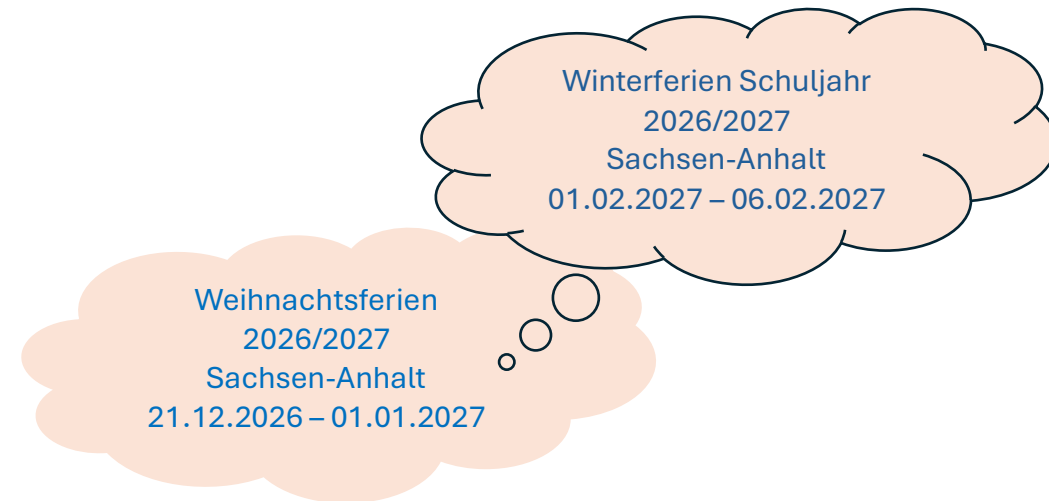 Winterferien Schuljahr
2026/2027
Sachsen-Anhalt
01.02.2027 – 06.02.2027
Weihnachtsferien
2026/2027
Sachsen-Anhalt
21.12.2026 – 01.01.2027